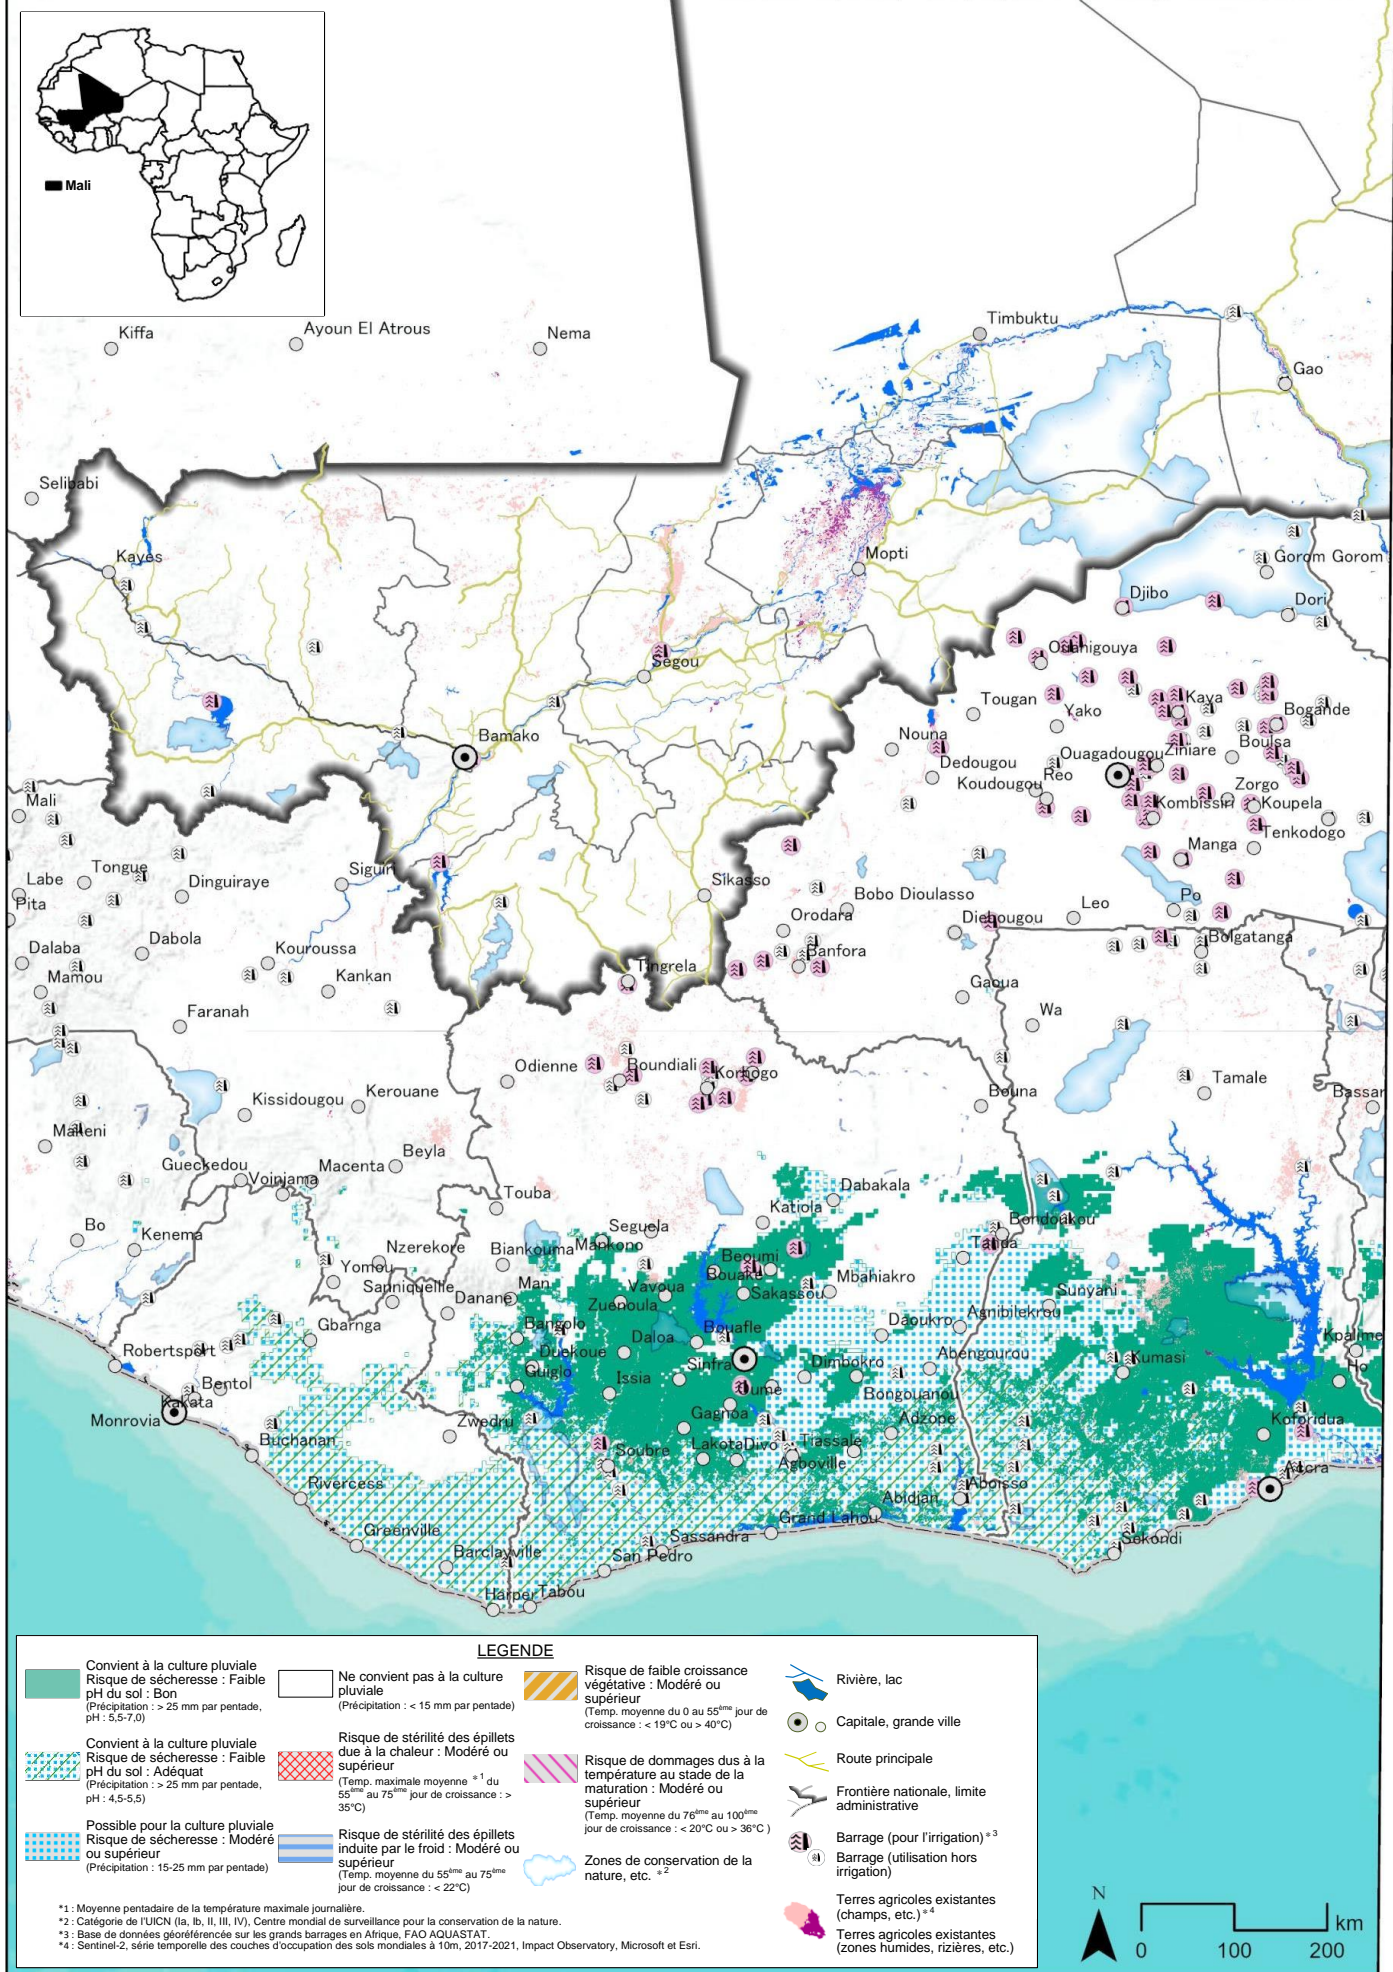 Mali
Kiffa
Ayoun El Atrous
Nema
Timbuktu
Gao
Selibabi
Kayes
Mopti
Gorom Gorom
Djibo
Dori
Ségou
Ouahigouya
Tougan
Yako
Kaya
Bogande
Bamako
Nouna
Ouagadougou
Ziniare
Boulsa
Dedougou
Koudougou
Reo
Zorgo
Mali
Kombissiri
Koupela
Tenkodogo
Tongue
Siguiri
Manga
Labe
Dinguiraye
Sikasso
Bobo Dioulasso
Pita
Orodara
Diebougou
Leo
Po
Dalaba
Dabola
Kouroussa
Banfora
Bolgatanga
Mamou
Kankan
Tingrela
Gaoua
Faranah
Wa
Odienne
Boundiali
Korhogo
Tamale
Kissidougou
Kerouane
Bouna
Bassar
Makeni
Beyla
Gueckedou
Macenta
Voinjama
Touba
Dabakala
Katiola
Bo
Kenema
Seguela
Bondoukou
Nzerekore
Biankouma
Mankono
Beoumi
Tanda
Yomou
Man
Vavoua
Bouake
Mbahiakro
Sanniquellie
Danane
Zuenoula
Sakassou
Sunyani
Gbarnga
Bangolo
Daloa
Bouafle
Daoukro
Agnibilekrou
Robertsport
Duekoue
Kpalime
Guiglo
Issia
Sinfra
Dimbokro
Abengourou
Kumasi
Ho
Bentol
Kakata
Oume
Bongouanou
Monrovia
Zwedru
Gagnoa
Adzope
Koforidua
Buchanan
Soubre
Lakota
Divo
Tiassale
Agboville
Accra
Rivercess
Abidjan
Aboisso
Greenville
Grand Lahou
Sassandra
Sekondi
Barclayville
San Pedro
Harper
Tabou
LEGENDE
Convient à la culture pluviale
Risque de sécheresse : Faible
pH du sol : Bon
(Précipitation : > 25 mm par pentade,
pH : 5,5-7,0)
Convient à la culture pluviale
Risque de sécheresse : Faible
pH du sol : Adéquat
(Précipitation : > 25 mm par pentade,
pH : 4,5-5,5)
Possible pour la culture pluviale
Risque de sécheresse : Modéré
ou supérieur
(Précipitation : 15-25 mm par pentade)
Ne convient pas à la culture
pluviale
(Précipitation : < 15 mm par pentade)
Risque de stérilité des épillets
due à la chaleur : Modéré ou
supérieur
(Temp. maximale moyenne *1 du
55ème au 75ème jour de croissance : >
35°C)
Risque de stérilité des épillets
induite par le froid : Modéré ou
supérieur
(Temp. moyenne du 55ème au 75ème
jour de croissance : < 22°C)
Risque de faible croissance
végétative : Modéré ou
supérieur
(Temp. moyenne du 0 au 55ème jour de
croissance : < 19°C ou > 40°C)
Risque de dommages dus à la
température au stade de la
maturation : Modéré ou
supérieur
(Temp. moyenne du 76ème au 100ème
jour de croissance : < 20°C ou > 36°C )
Zones de conservation de la
nature, etc. *2
Rivière, lac
Capitale, grande ville
Route principale
Frontière nationale, limite
administrative
Barrage (pour l'irrigation)*3
Barrage (utilisation hors
irrigation)
Terres agricoles existantes
(champs, etc.)*4
Terres agricoles existantes
(zones humides, rizières, etc.)
*1 : Moyenne pentadaire de la température maximale journalière.
*2 : Catégorie de l'UICN (Ia, Ib, II, III, IV), Centre mondial de surveillance pour la conservation de la nature.
*3 : Base de données géoréférencée sur les grands barrages en Afrique, FAO AQUASTAT.
*4 : Sentinel-2, série temporelle des couches d'occupation des sols mondiales à 10m, 2017-2021, Impact Observatory, Microsoft et Esri.
N
km
0 100 200